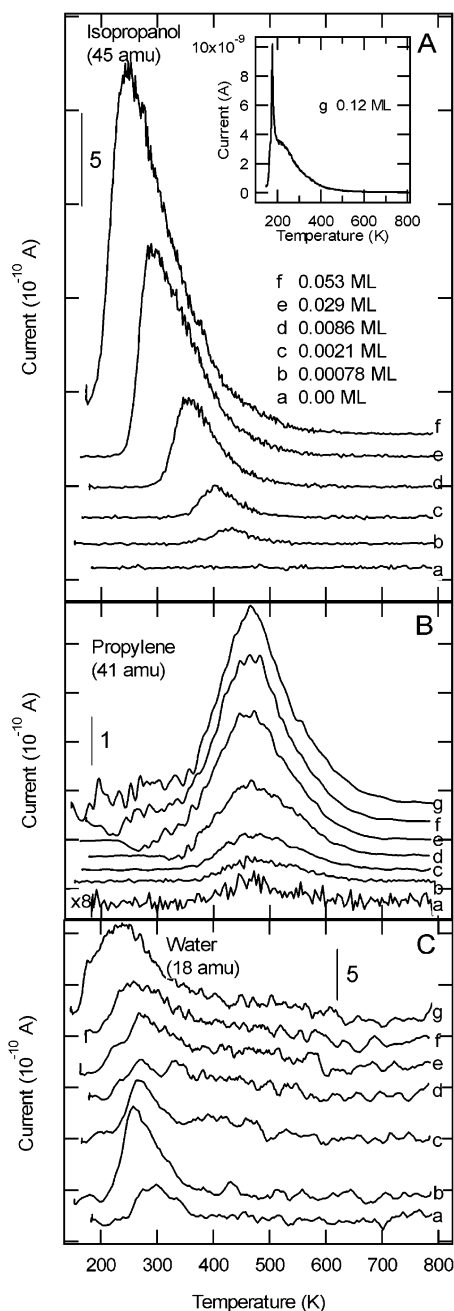 Isopropanol
(45 amu)
A
5
Current (10⁻¹⁰ A)
10x10⁻⁹
8
6
4
2
0
Current (A)
g 0.12 ML
200 400 600 800
Temperature (K)
f 0.053 ML
e 0.029 ML
d 0.0086 ML
c 0.0021 ML
b 0.00078 ML
a 0.00 ML
f
e
d
c
b
a
B
Propylene
(41 amu)
1
Current (10⁻¹⁰ A)
g
f
e
d
c
b
x8
a
C
Water
(18 amu)
5
Current (10⁻¹⁰ A)
g
f
e
d
c
b
a
200 300 400 500 600 700 800
Temperature (K)